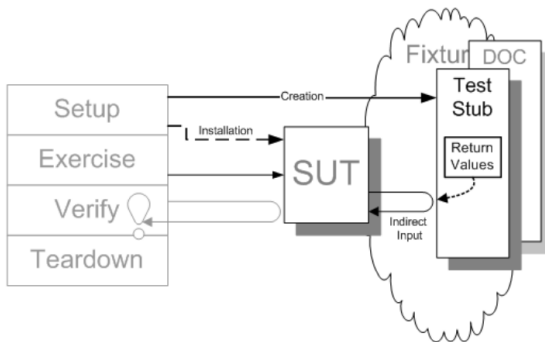 Setup
Exercise
Verify
Teardown
Creation
Installation
SUT
Indirect
Input
Fixtur
DOC
Test
Stub
Return
Values